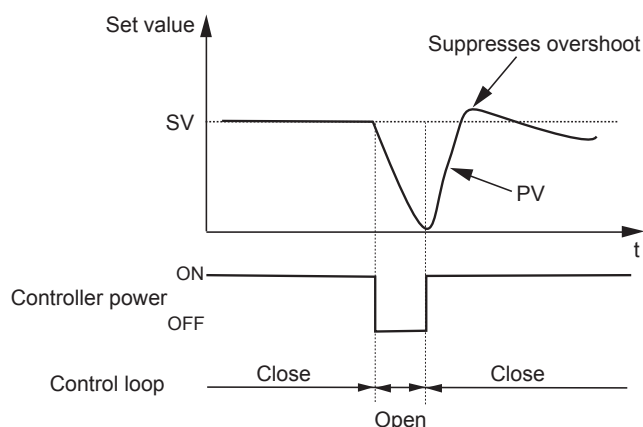 Set value
Suppresses overshoot
SV
PV
t
ON
Controller power
OFF
Control loop
Close
Close
Open